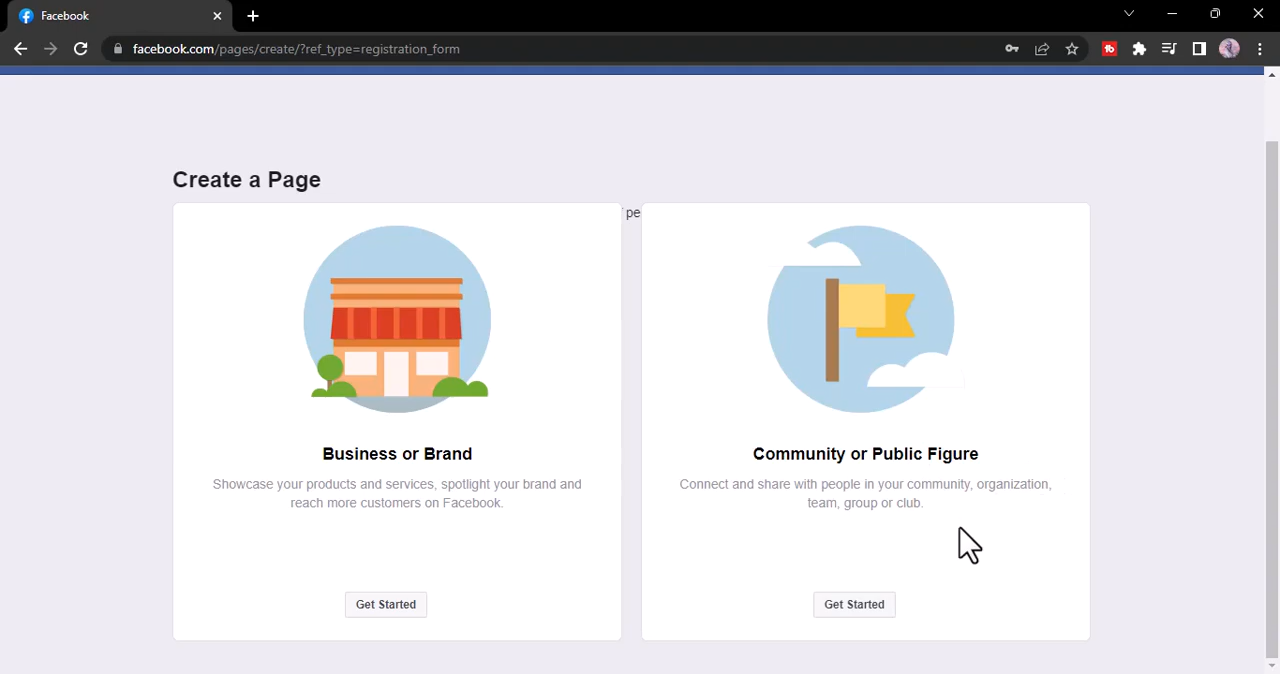 Facebook
facebook.com/pages/create/?ref_type=registration_form
Create a Page
Business or Brand
Showcase your products and services, spotlight your brand and
reach more customers on Facebook.
Get Started
Community or Public Figure
Connect and share with people in your community, organization,
team, group or club.
Get Started